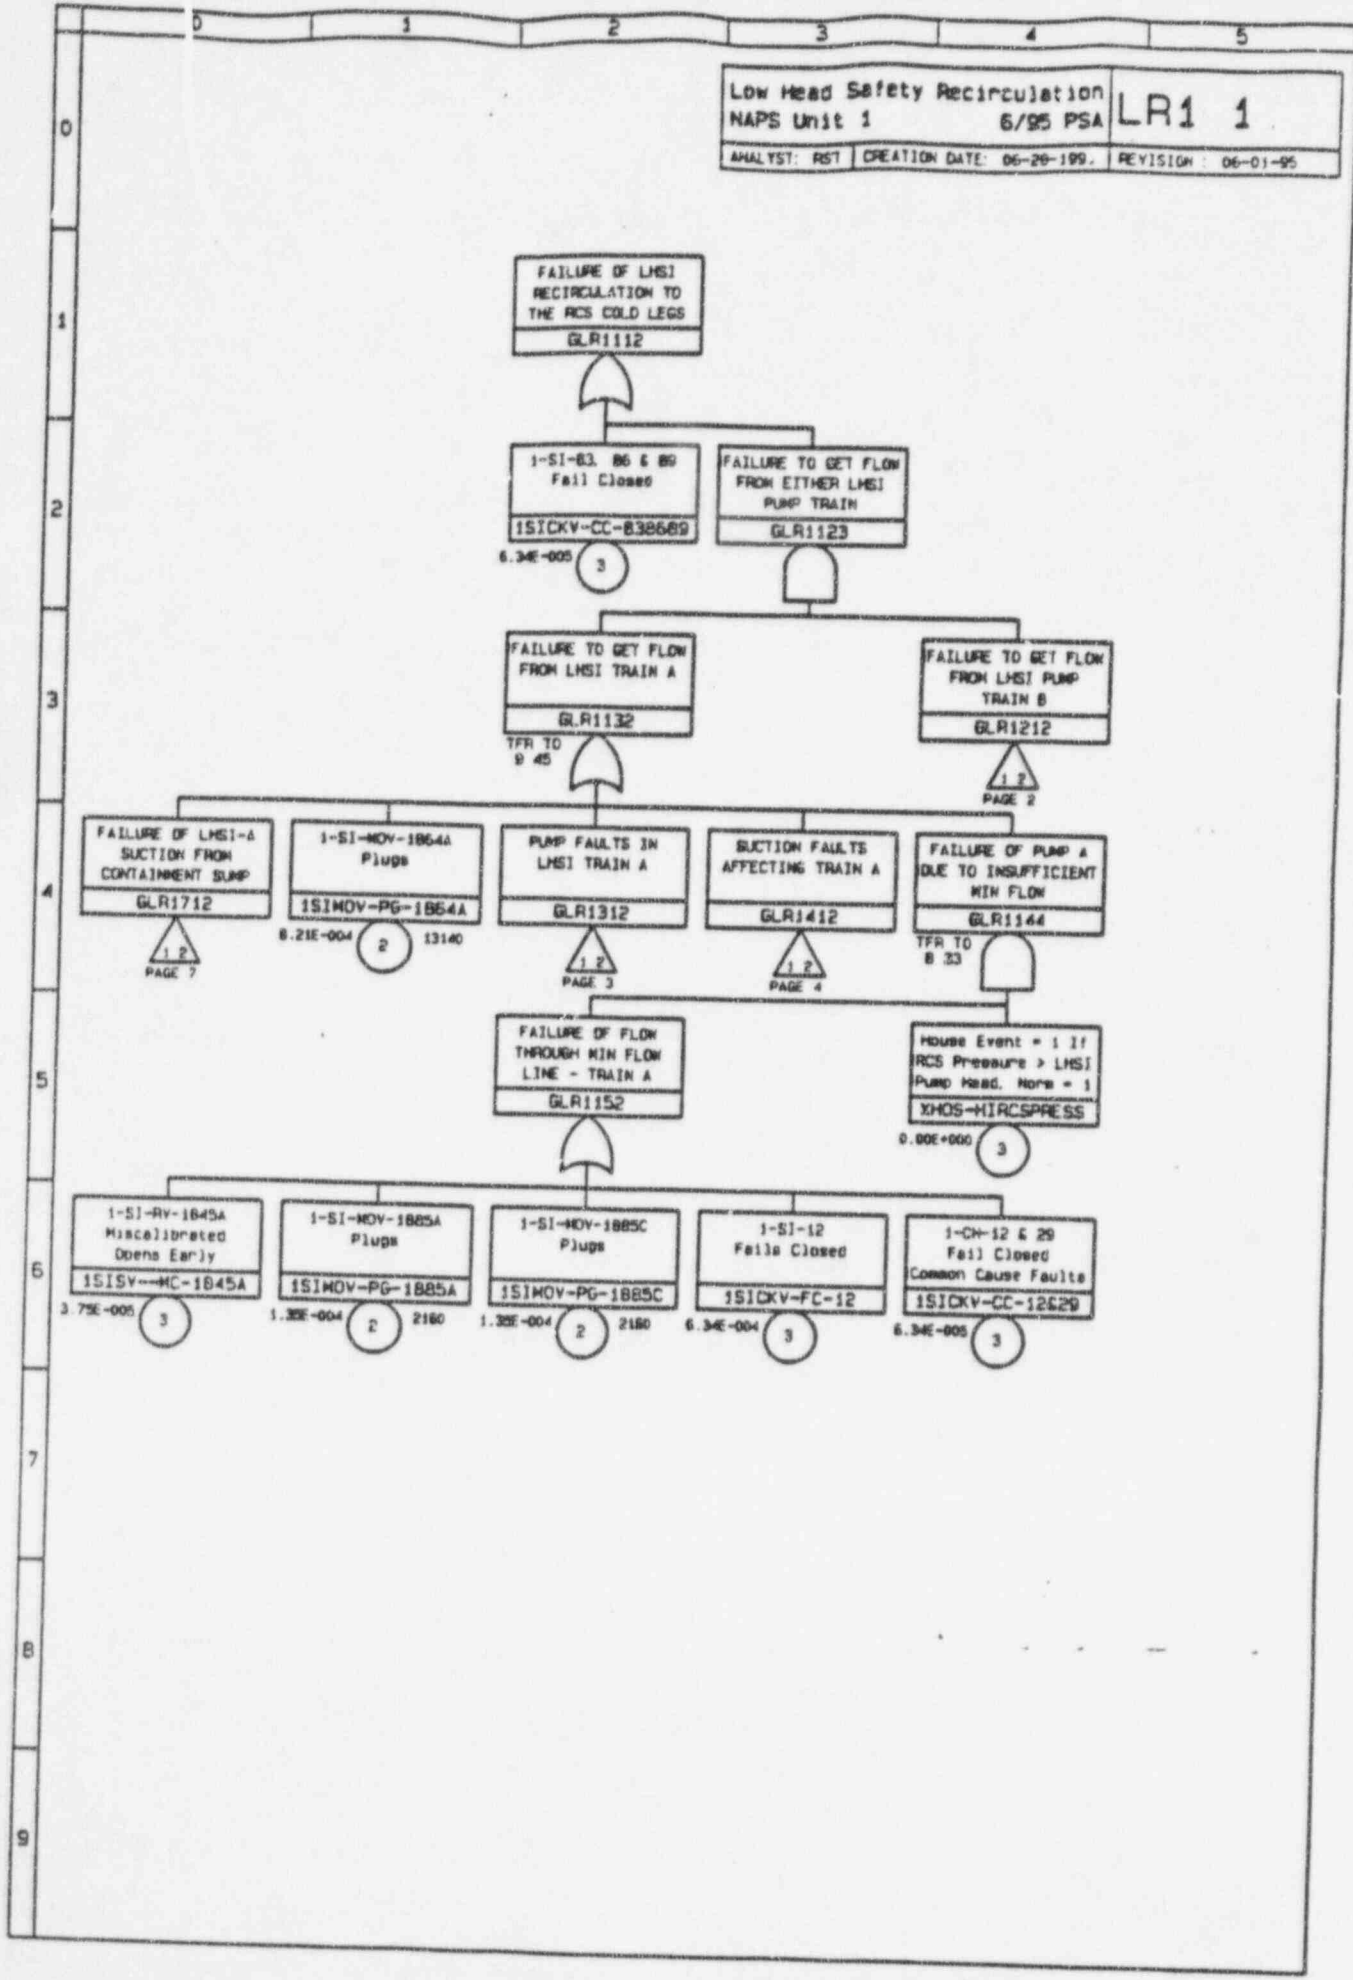 0 1 2 3 4 5
Low Head Safety Recirculation
NAPS Unit 1 6/95 PSA
LR1 1
ANALYST: RST CREATION DATE: 06-20-199. REVISION : 06-01-95
0
1
2
3
4
5
6
7
8
9
FAILURE OF LHSI
RECIRCULATION TO
THE RCS COLD LEGS
GLR1112
1-SI-83, 86 & 89
Fail Closed
1SICKV-CC-838689
6.34E-005
3
FAILURE TO GET FLOW
FROM EITHER LHSI
PUMP TRAIN
GLR1123
FAILURE TO GET FLOW
FROM LHSI TRAIN A
GLR1132
TFR TO
9 45
FAILURE TO GET FLOW
FROM LHSI PUMP
TRAIN B
GLR1212
1 2
PAGE 2
FAILURE OF LHSI-A
SUCTION FROM
CONTAINMENT SUMP
GLR1712
1 2
PAGE 7
1-SI-MOV-1864A
Plugs
1SIMOV-PG-1864A
8.21E-004
2
13140
PUMP FAULTS IN
LHSI TRAIN A
GLR1312
1 2
PAGE 3
SUCTION FAULTS
AFFECTING TRAIN A
GLR1412
1 2
PAGE 4
FAILURE OF PUMP A
DUE TO INSUFFICIENT
MIN FLOW
GLR1144
TFR TO
8 33
FAILURE OF FLOW
THROUGH MIN FLOW
LINE - TRAIN A
GLR1152
House Event = 1 If
RCS Pressure > LHSI
Pump Head. Norm = 1
XHOS-HIRCSPRESS
0.00E+000
3
1-SI-RV-1845A
Miscalibrated
Opens Early
1SISV--MC-1845A
3.75E-005
3
1-SI-MOV-1885A
Plugs
1SIMOV-PG-1885A
1.35E-004
2
2160
1-SI-MOV-1885C
Plugs
1SIMOV-PG-1885C
1.35E-004
2
2160
1-SI-12
Fails Closed
1SICKV-FC-12
6.34E-004
3
1-CH-12 & 29
Fail Closed
Common Cause Faults
1SICKV-CC-12&29
6.34E-005
3